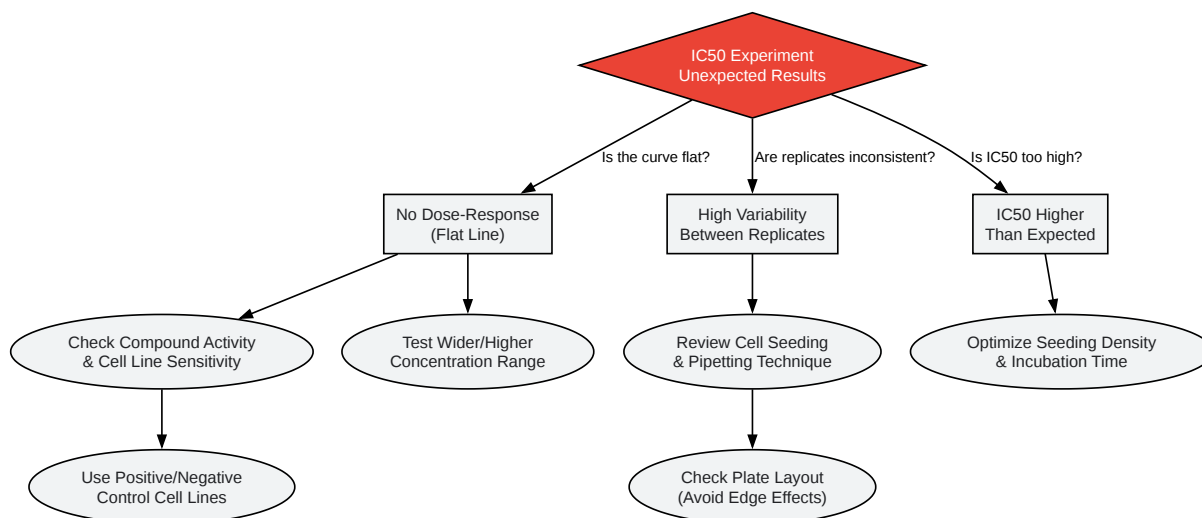 IC50 Experiment
Unexpected Results
Is the curve flat?
Are replicates inconsistent?
Is IC50 too high?
No Dose-Response
(Flat Line)
High Variability
Between Replicates
IC50 Higher
Than Expected
Check Compound Activity
& Cell Line Sensitivity
Test Wider/Higher
Concentration Range
Review Cell Seeding
& Pipetting Technique
Optimize Seeding Density
& Incubation Time
Use Positive/Negative
Control Cell Lines
Check Plate Layout
(Avoid Edge Effects)